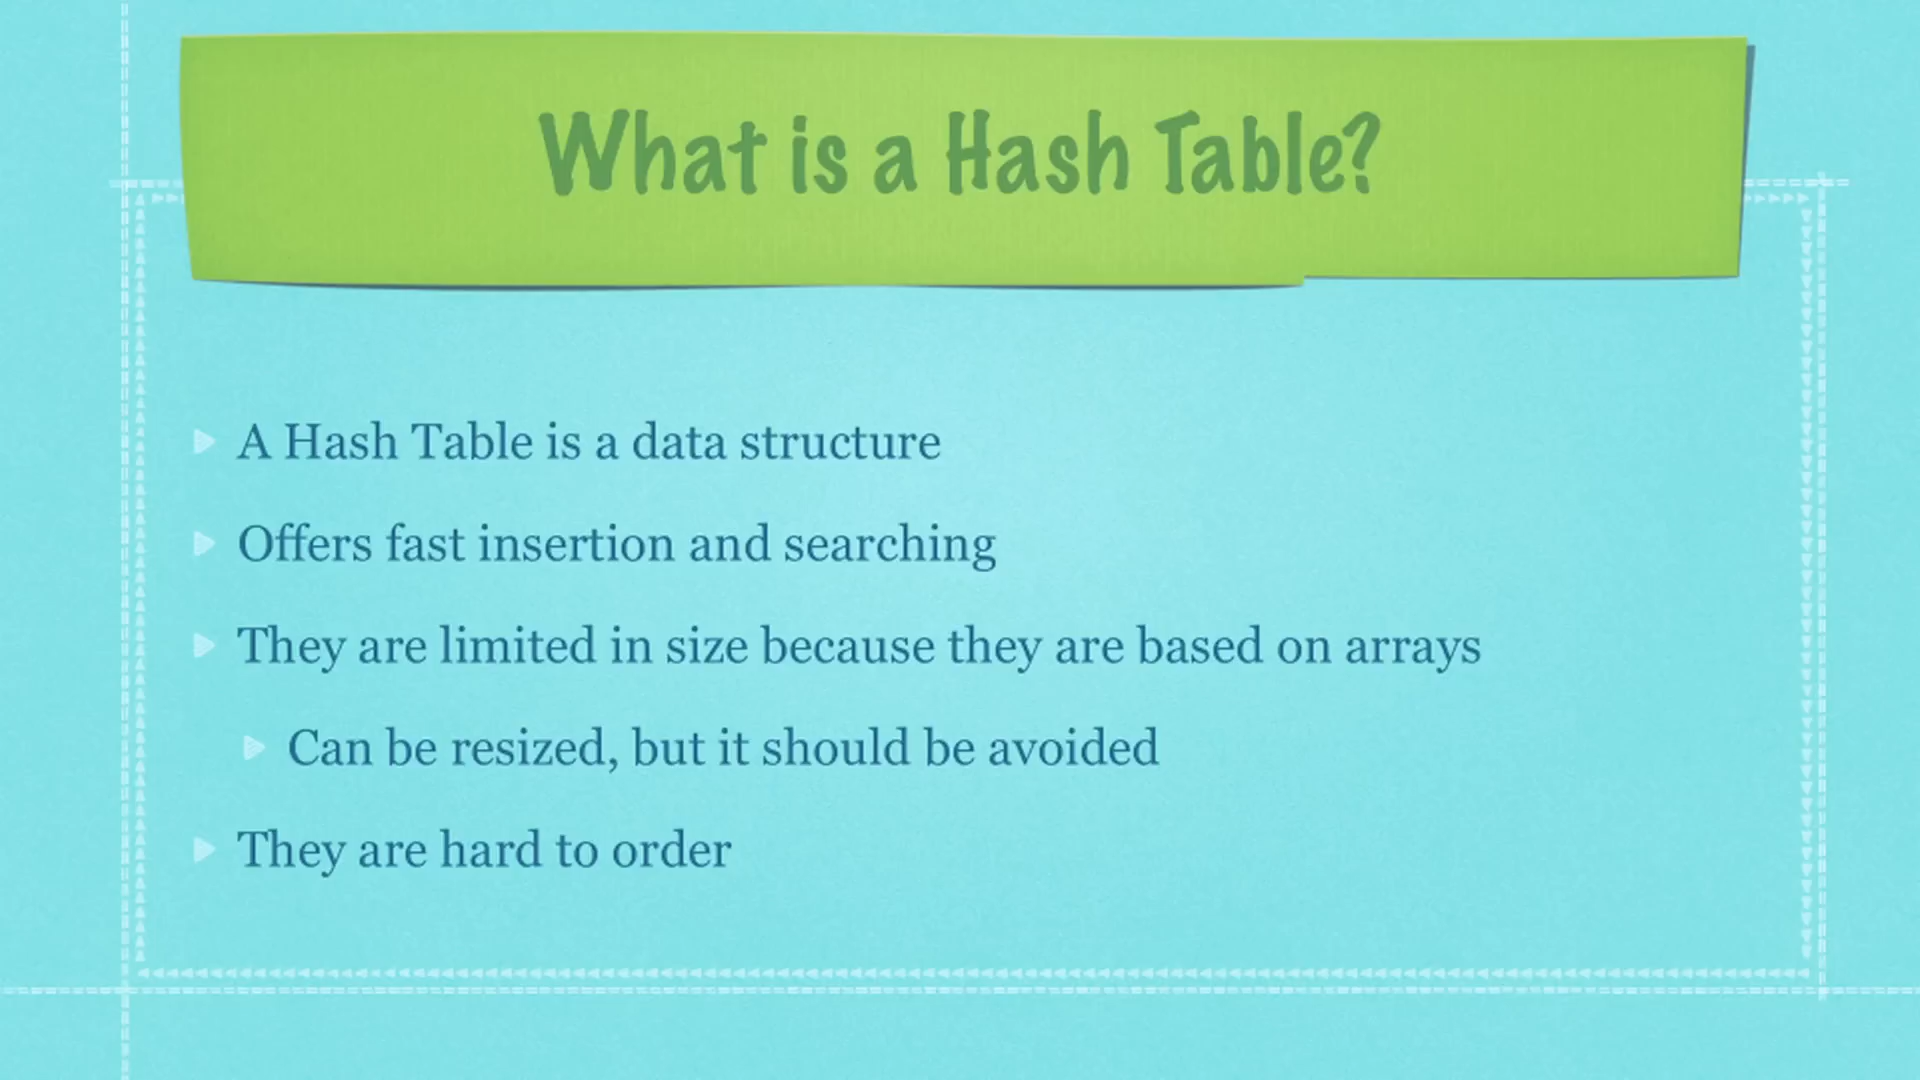 What is a Hash Table?
A Hash Table is a data structure
Offers fast insertion and searching
They are limited in size because they are based on arrays
Can be resized, but it should be avoided
They are hard to order